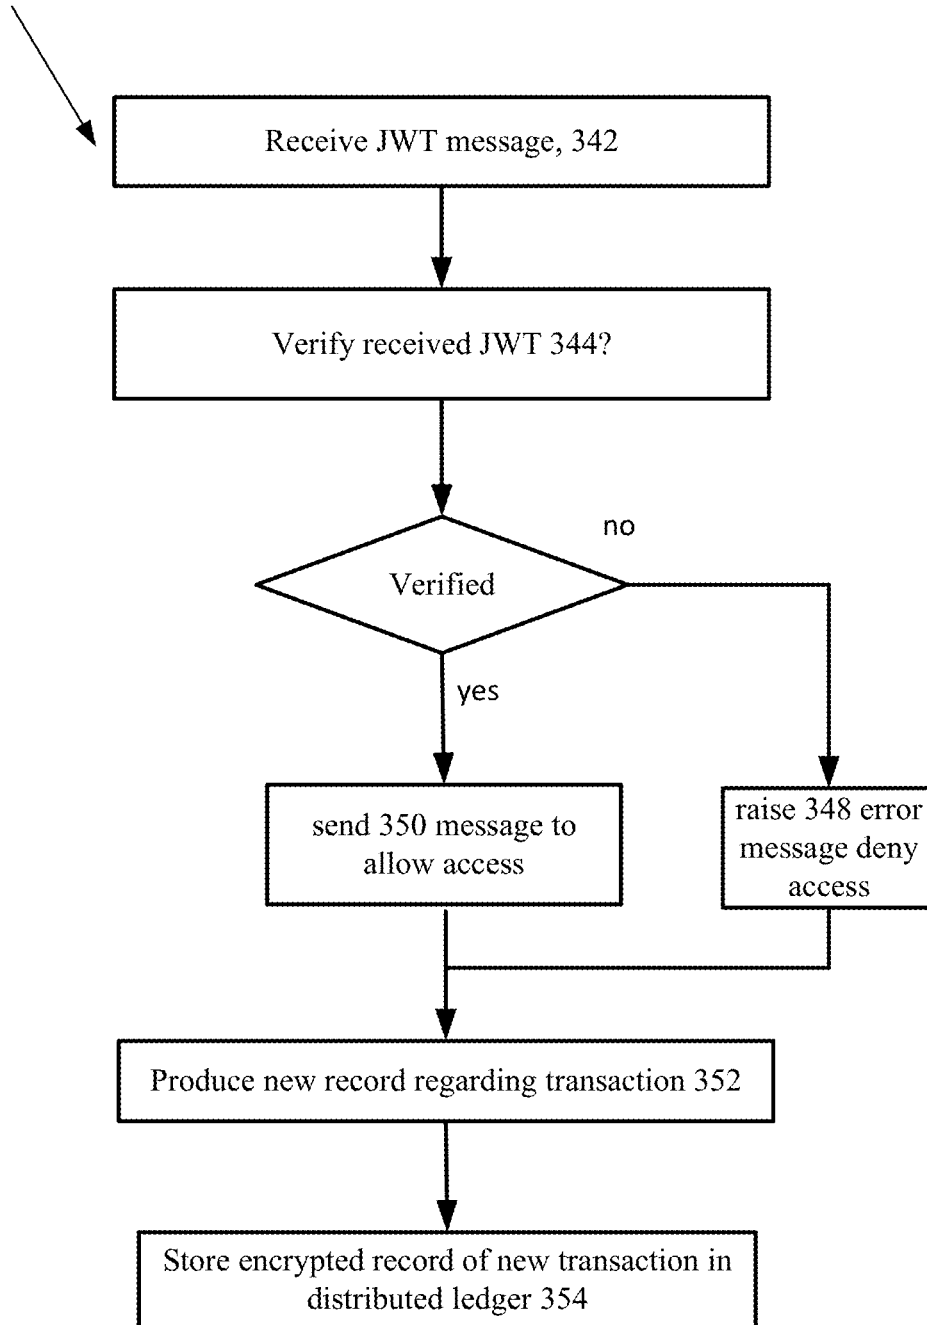 Receive JWT message, 342
Verify received JWT 344?
no
Verified
yes
send 350 message to
allow access
raise 348 error
message deny
access
Produce new record regarding transaction 352
Store encrypted record of new transaction in
distributed ledger 354